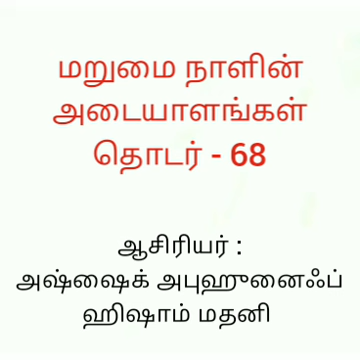 மறுமை நாளின்
அடையாளங்கள்
தொடர் - 68
ஆசிரியர் :
அஷ்ஷைக் அபுஹுனைஃப்
ஹிஷாம் மதனி